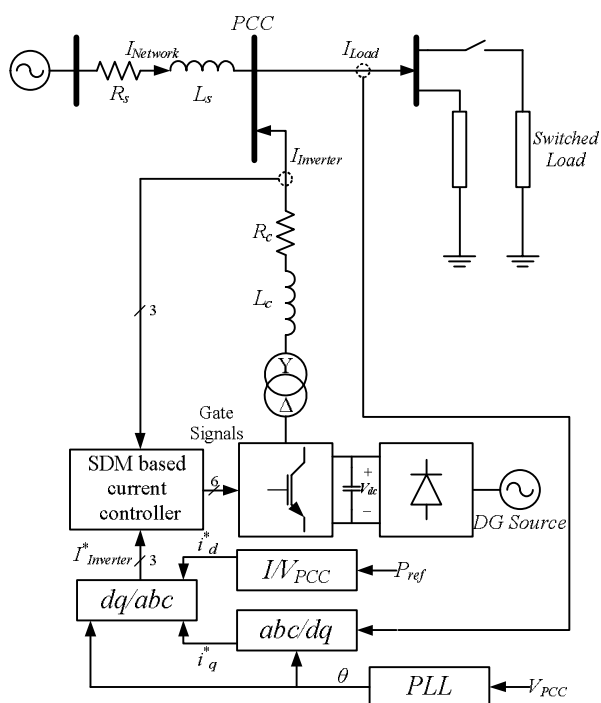 PCC
I_Network
I_Load
R_s
L_s
Switched
Load
I_Inverter
R_c
L_c
3
Y
Δ
Gate
Signals
SDM based
current
controller
6
+
V_dc
−
DG Source
I*_Inverter
3
i*_d
I/V_PCC
P_ref
dq/abc
abc/dq
i*_q
θ
PLL
V_PCC